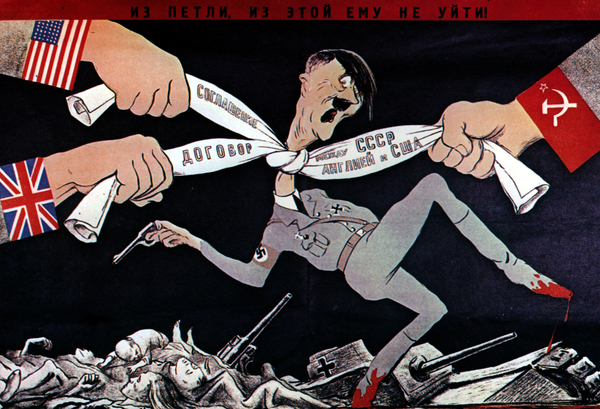 ИЗ ПЕТЛИ, ИЗ ЭТОЙ ЕМУ НЕ УЙТИ!
СОГЛАШЕНИЕ
ДОГОВОР
МЕЖДУ СССР
АНГЛИЕЙ И США